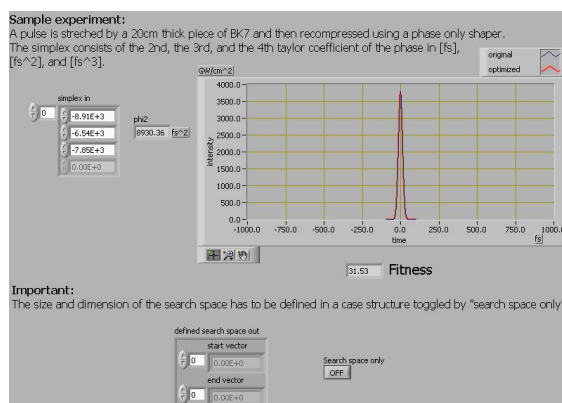 Sample experiment:
A pulse is streched by a 20cm thick piece of BK7 and then recompressed using a phase only shaper.
The simplex consists of the 2nd, the 3rd, and the 4th taylor coefficient of the phase in [fs],
[fs^2], and [fs^3].
original
optimized
GW/cm^2
simplex in
0
-8.91E+3
-6.54E+3
-7.85E+3
0.00E+0
phi2
8930.36 fs^2
intensity
4000.0
3500.0
3000.0
2500.0
2000.0
1500.0
1000.0
500.0
0.0
-1000.0 -750.0 -500.0 -250.0 0.0 250.0 500.0 750.0 1000.
time
fs
31.53 Fitness
Important:
The size and dimension of the search space has to be defined in a case structure toggled by "search space only"
defined search space out
start vector
0 0.00E+0
end vector
0 0.00E+0
Search space only
OFF